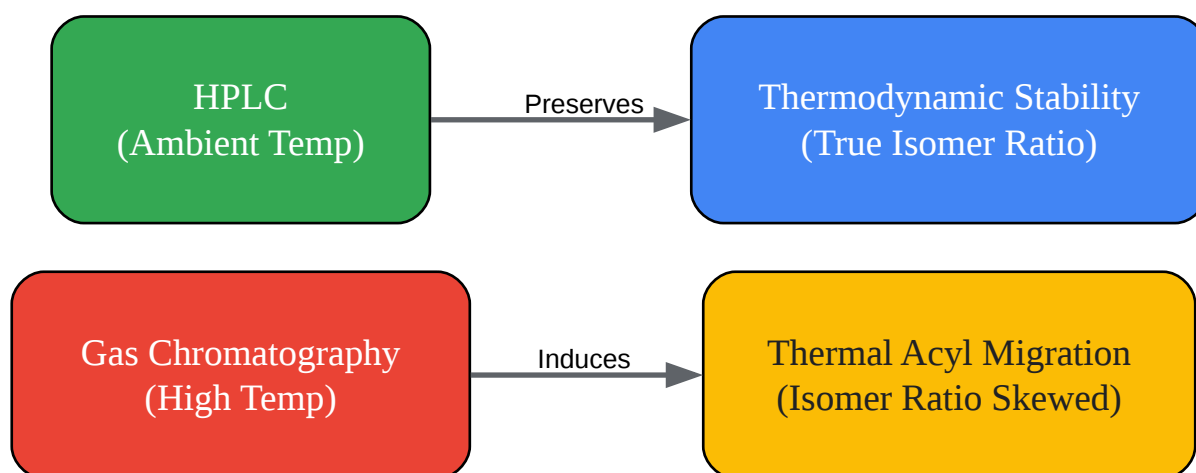 HPLC
(Ambient Temp)
Preserves
Thermodynamic Stability
(True Isomer Ratio)
Gas Chromatography
(High Temp)
Induces
Thermal Acyl Migration
(Isomer Ratio Skewed)